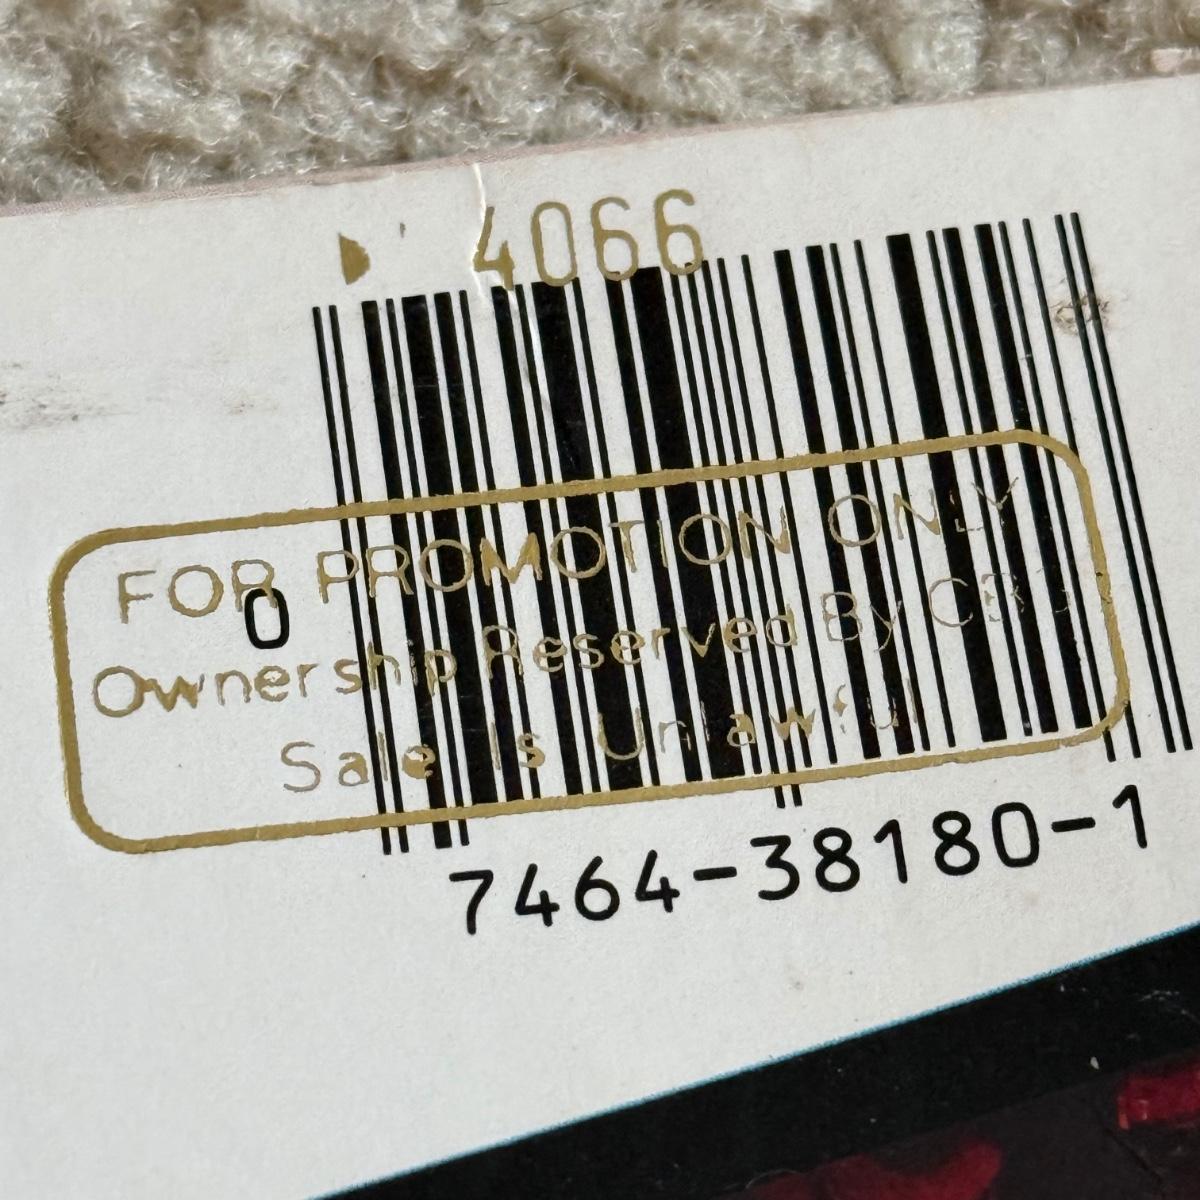 4066
FOR PROMOTION ONLY
0
Ownership Reserved By CBS
Sale Is Unlawful
7464-38180-1